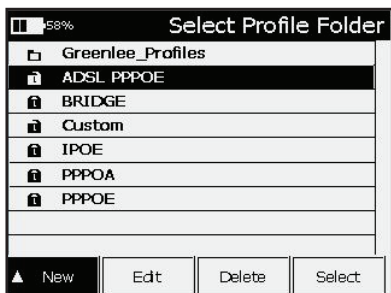 58% Select Profile Folder
Greenlee_Profiles
ADSL PPPOE
BRIDGE
Custom
IPOE
PPPOA
PPPOE
New Edit Delete Select